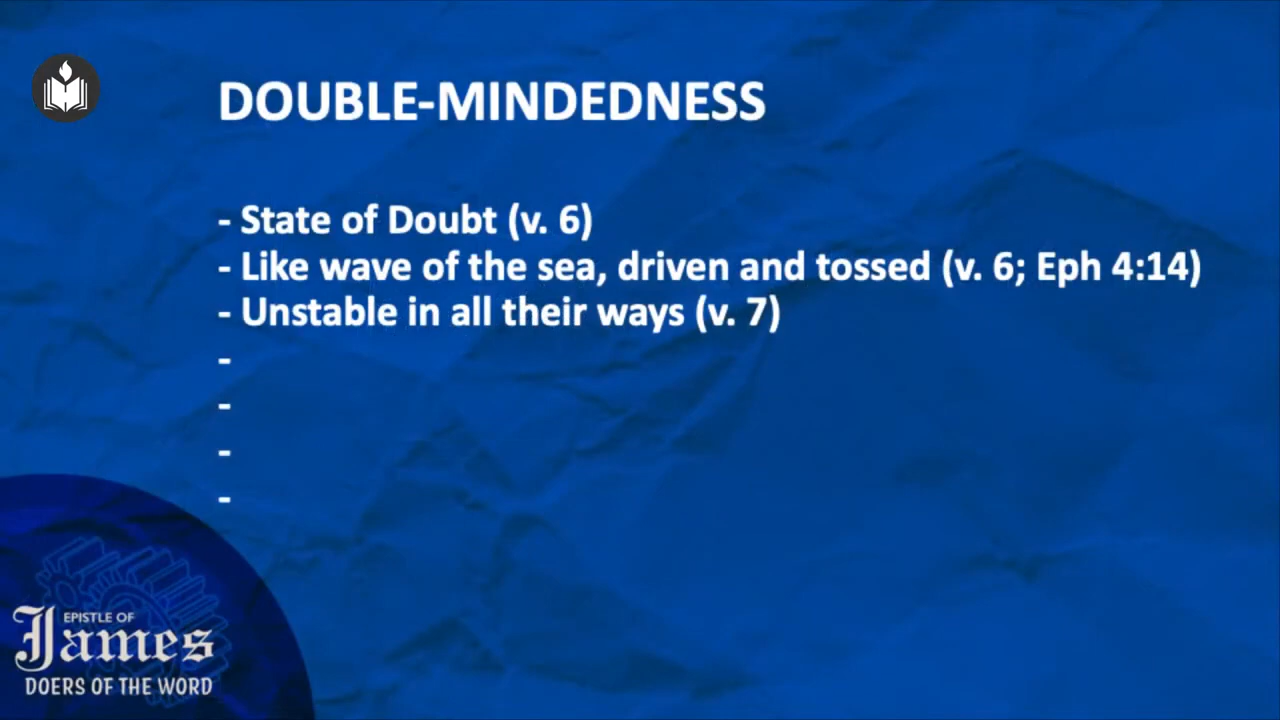 DOUBLE-MINDEDNESS
- State of Doubt (v. 6)
- Like wave of the sea, driven and tossed (v. 6; Eph 4:14)
- Unstable in all their ways (v. 7)
-
-
-
-
EPISTLE OF
James
DOERS OF THE WORD